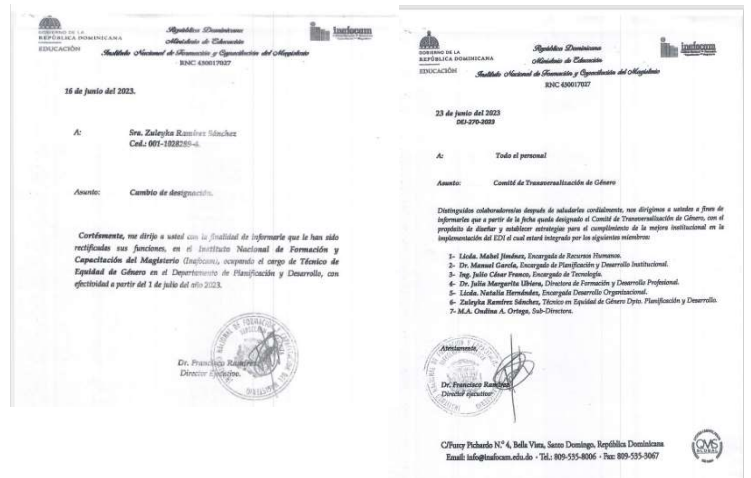 GOBIERNO DE LA
REPÚBLICA DOMINICANA
EDUCACIÓN
República Dominicana
Ministerio de Educación
Instituto Nacional de Formación y Capacitación del Magisterio
RNC 430017027
Inafocam
16 de junio del 2023.
A: Sra. Zuleyka Ramírez Sánchez
Ced.: 001-1028289-4.
Asunto: Cambio de designación.
Cortésmente, me dirijo a usted con la finalidad de informarle que le han sido
rectificadas sus funciones, en el Instituto Nacional de Formación y
Capacitación del Magisterio (Inafocam), ocupando el cargo de Técnico de
Equidad de Género en el Departamento de Planificación y Desarrollo, con
efectividad a partir del 1 de julio del año 2023.
Dr. Francisco Ramírez
Director Ejecutivo.
GOBIERNO DE LA
REPÚBLICA DOMINICANA
EDUCACIÓN
República Dominicana
Ministerio de Educación
Instituto Nacional de Formación y Capacitación del Magisterio
RNC 430017027
Inafocam
23 de junio del 2023
DEJ-270-2023
A: Todo el personal
Asunto: Comité de Transversalización de Género
Distinguidos colaboradores/as después de saludarles cordialmente, nos dirigimos a ustedes a fines de
informarles que a partir de la fecha queda designado el Comité de Transversalización de Género, con el
propósito de diseñar y establecer estrategias para el cumplimiento de la mejora institucional en la
implementación del EDI el cual estará integrado por los siguientes miembros:
1- Licda. Mabel Jiménez, Encargada de Recursos Humanos.
2- Dr. Manuel García, Encargado de Planificación y Desarrollo Institucional.
3- Ing. Julio César Franco, Encargado de Tecnología.
4- Dr. Julia Margarita Ubiera, Directora de Formación y Desarrollo Profesional.
5- Licda. Natalia Hernández, Encargada Desarrollo Organizacional.
6- Zuleyka Ramírez Sánchez, Técnico en Equidad de Género Dpto. Planificación y Desarrollo.
7- M.A. Ondina A. Ortega, Sub-Directora.
Atentamente,
Dr. Francisco Ramírez
Director ejecutivo
C/Furcy Pichardo N.° 4, Bella Vista, Santo Domingo, República Dominicana
Email: info@inafocam.edu.do - Tel.: 809-535-8006 - Fax: 809-535-3067
QMS
GLOBAL